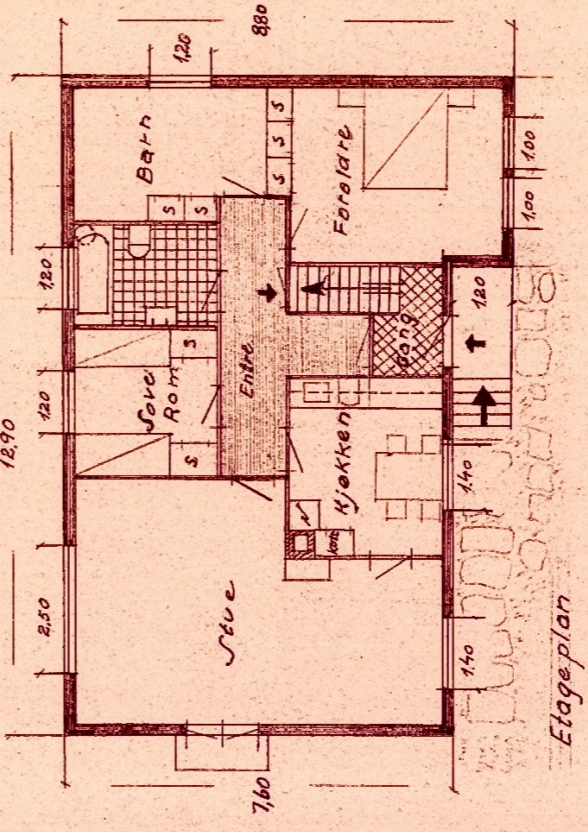 12.90
2,50 1.20 1.20
Sove Rom
Barn
1,20
S S S S
Stue
Entre
7,60
8,80
S S S
Kjøkken
Gang
Foreldre
1.40 1.40 1.20 1.00 1.00
Etageplan